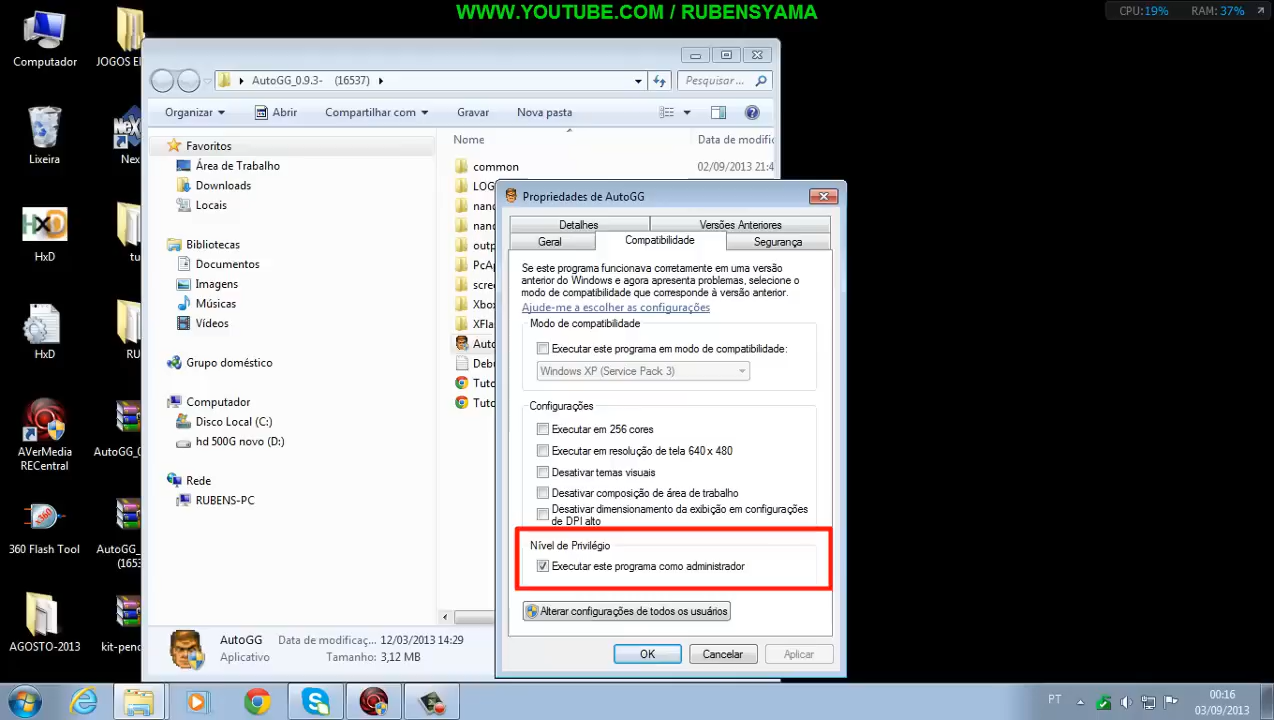 WWW.YOUTUBE.COM / RUBENSYAMA
CPU:19% RAM: 37%
Computador
JOGOS
Lixeira
HxD
HxD
AVerMedia
RECentral
360 Flash Tool
AGOSTO-2013
AutoGG_0.9.3- (16537)
Pesquisar ...
Organizar
Abrir
Compartilhar com
Gravar
Nova pasta
Favoritos
Área de Trabalho
Downloads
Locais
Bibliotecas
Documentos
Imagens
Músicas
Vídeos
Grupo doméstico
Computador
Disco Local (C:)
hd 500G novo (D:)
Rede
RUBENS-PC
Nome
Data de modific
common
02/09/2013 21:4
Propriedades de AutoGG
Detalhes
Versões Anteriores
Geral
Compatibilidade
Segurança
Se este programa funcionava corretamente em uma versão
anterior do Windows e agora apresenta problemas, selecione o
modo de compatibilidade que corresponde à versão anterior.
Ajude-me a escolher as configurações
Modo de compatibilidade
Executar este programa em modo de compatibilidade:
Windows XP (Service Pack 3)
Configurações
Executar em 256 cores
Executar em resolução de tela 640 x 480
Desativar temas visuais
Desativar composição de área de trabalho
Desativar dimensionamento da exibição em configurações
de DPI alto
Nível de Privilégio
Executar este programa como administrador
Alterar configurações de todos os usuários
OK
Cancelar
Aplicar
AutoGG
Data de modificaç... 12/03/2013 14:29
Aplicativo
Tamanho: 3,12 MB
PT
00:16
03/09/2013